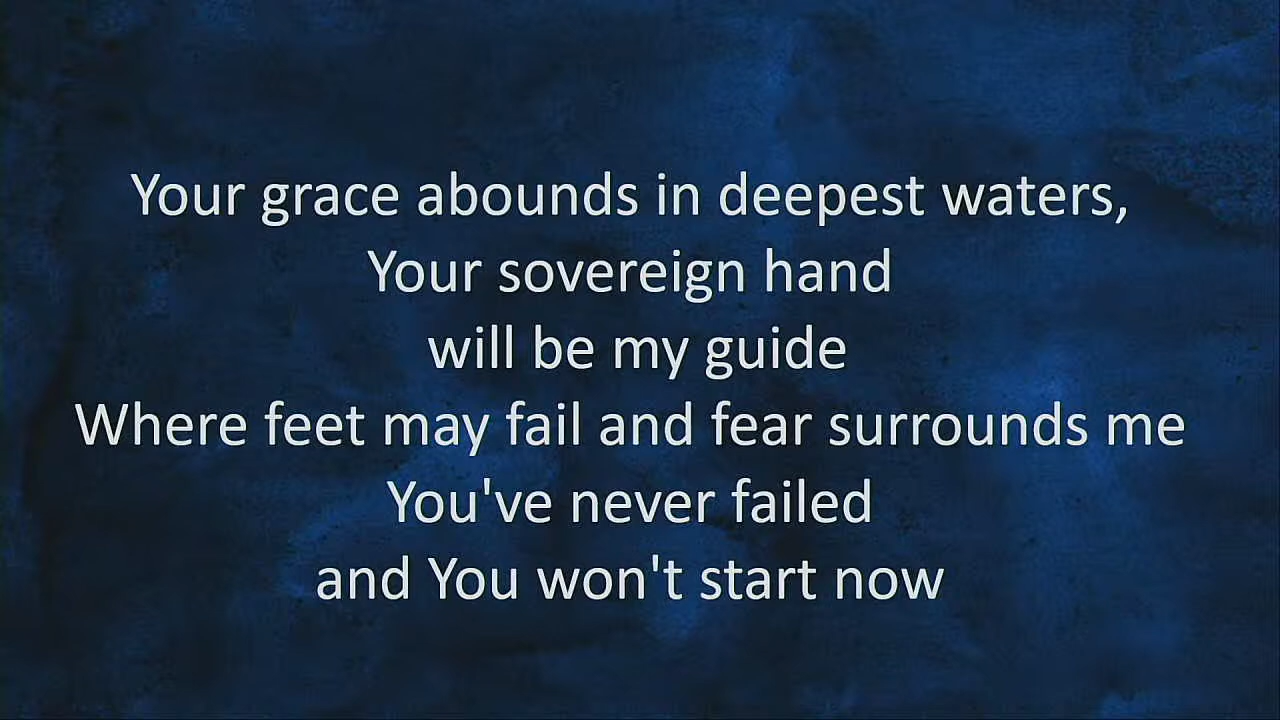 Your grace abounds in deepest waters,
Your sovereign hand
will be my guide
Where feet may fail and fear surrounds me
You've never failed
and You won't start now